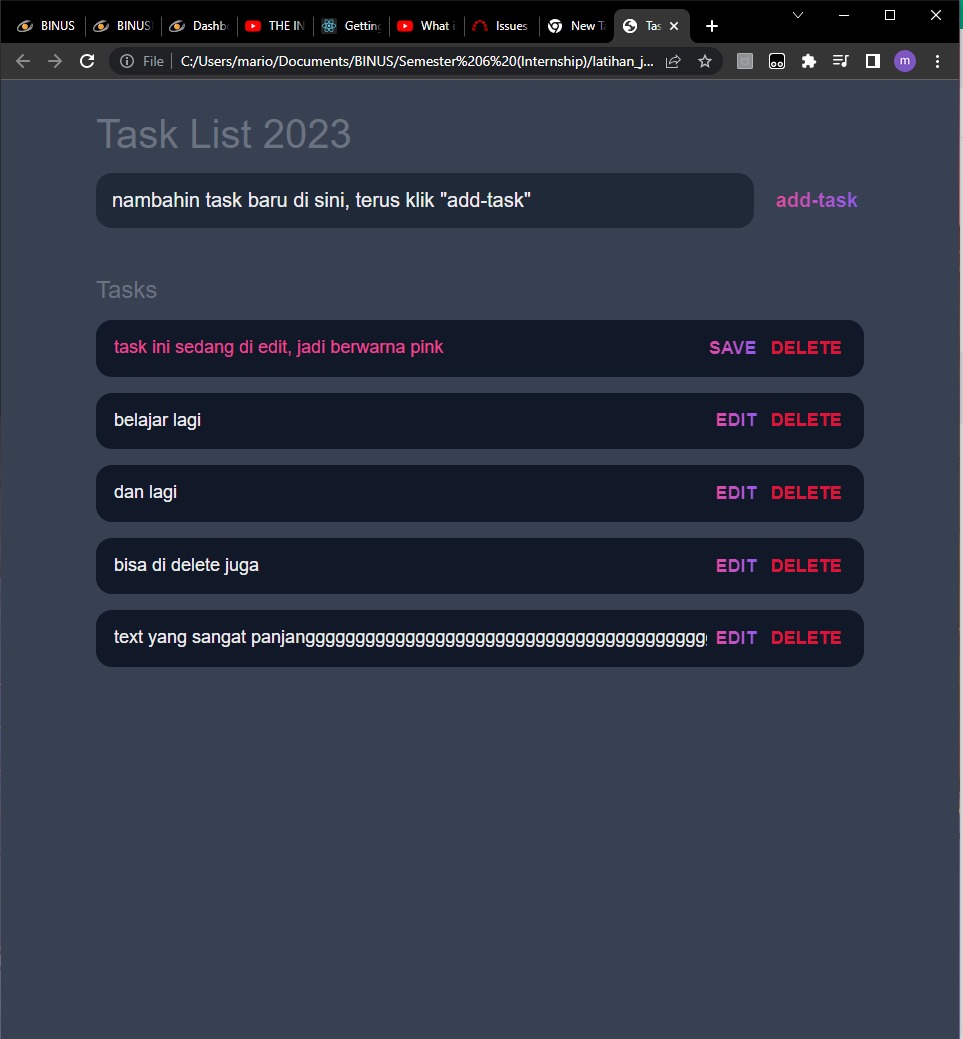 BINUS
BINUS
Dashb
THE IN
Getting
What i
Issues
New Ta
Tas
File
C:/Users/mario/Documents/BINUS/Semester%206%20(Internship)/latihan_j...
m
Task List 2023
nambahin task baru di sini, terus klik "add-task"
add-task
Tasks
task ini sedang di edit, jadi berwarna pink SAVE DELETE
belajar lagi EDIT DELETE
dan lagi EDIT DELETE
bisa di delete juga EDIT DELETE
text yang sangat panjanggggggggggggggggggggggggggggggggggggggggg EDIT DELETE